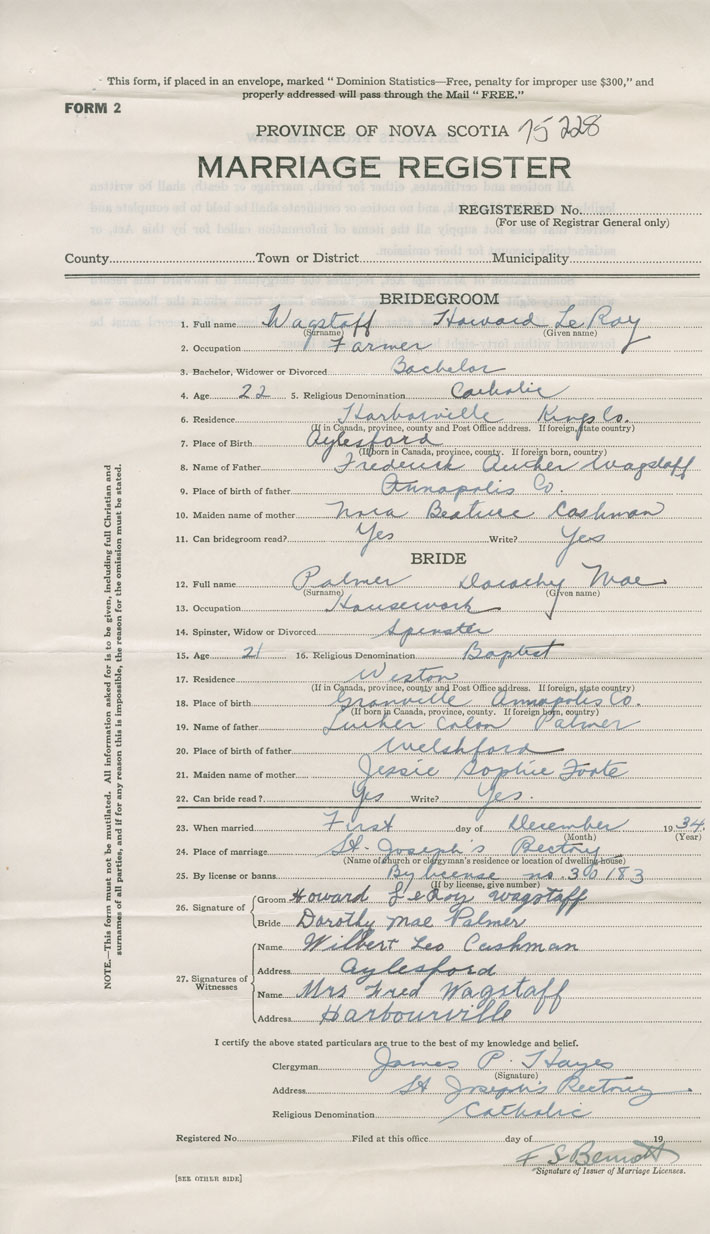 This form, if placed in an envelope, marked " Dominion Statistics—Free, penalty for improper use $300," and
properly addressed will pass through the Mail " FREE."
FORM 2
PROVINCE OF NOVA SCOTIA 75 228
MARRIAGE REGISTER
REGISTERED No.
(For use of Registrar General only)
County Town or District Municipality
BRIDEGROOM
1. Full name Wagstaff Howard LeRoy
(Surname) (Given name)
2. Occupation Farmer
3. Bachelor, Widower or Divorced Bachelor
4. Age 22 5. Religious Denomination Catholic
6. Residence Harborville Kings Co.
(If in Canada, province, county and Post Office address. If foreign, state country)
7. Place of Birth Aylesford
(If born in Canada, province, county. If foreign born, country)
8. Name of Father Frederick Archer Wagstaff
9. Place of birth of father Annapolis Co.
10. Maiden name of mother Nora Beatrice Cashman
11. Can bridegroom read? Yes Write? Yes
BRIDE
12. Full name Palmer Dorothy Mae
(Surname) (Given name)
13. Occupation Housework
14. Spinster, Widow or Divorced Spinster
15. Age 21 16. Religious Denomination Baptist
17. Residence Weston
(If in Canada, province, county and Post Office address. If foreign, state country)
18. Place of birth Granville Annapolis Co.
(If born in Canada, province, county. If foreign born, country)
19. Name of father Luther Colon Palmer
20. Place of birth of father Welshford
21. Maiden name of mother Jessie Sophie Foote
22. Can bride read? Yes Write? Yes.
23. When married First day of December 1934.
(Month) (Year)
24. Place of marriage St. Joseph's Rectory
(Name of church or clergyman's residence or location of dwelling-house)
25. By license or banns By license no. 390183
(If by license, give number)
26. Signature of Groom Howard LeRoy Wagstaff
Bride Dorothy Mae Palmer
27. Signatures of Witnesses Name Wilbert Leo Cashman
Address Aylesford
Name Mrs Fred Wagstaff
Address Harbourville
NOTE.—This form must not be mutilated. All information asked for is to be given, including full Christian and
surnames of all parties, and if for any reason this is impossible, the reason for the omission must be stated.
I certify the above stated particulars are true to the best of my knowledge and belief.
Clergyman James P. Hayes
(Signature)
Address St Joseph's Rectory
Religious Denomination Catholic
Registered No. Filed at this office day of 19
F S Bennett
Signature of Issuer of Marriage Licenses.
[SEE OTHER SIDE]